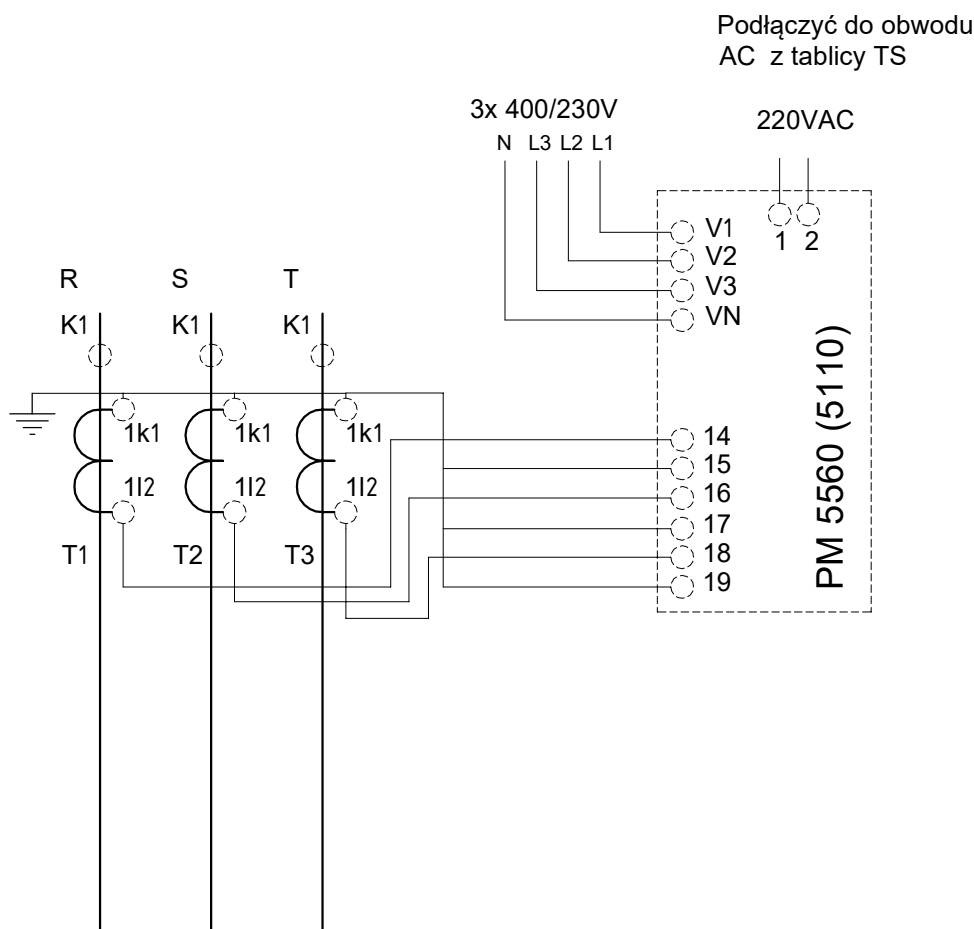 Podłączyć do obwodu
AC z tablicy TS
3x 400/230V
220VAC
N L3 L2 L1
1 2
V1
V2
V3
VN
R S T
K1 K1 K1
1k1 1k1 1k1
1l2 1l2 1l2
T1 T2 T3
14
15
16
17
18
19
PM 5560 (5110)